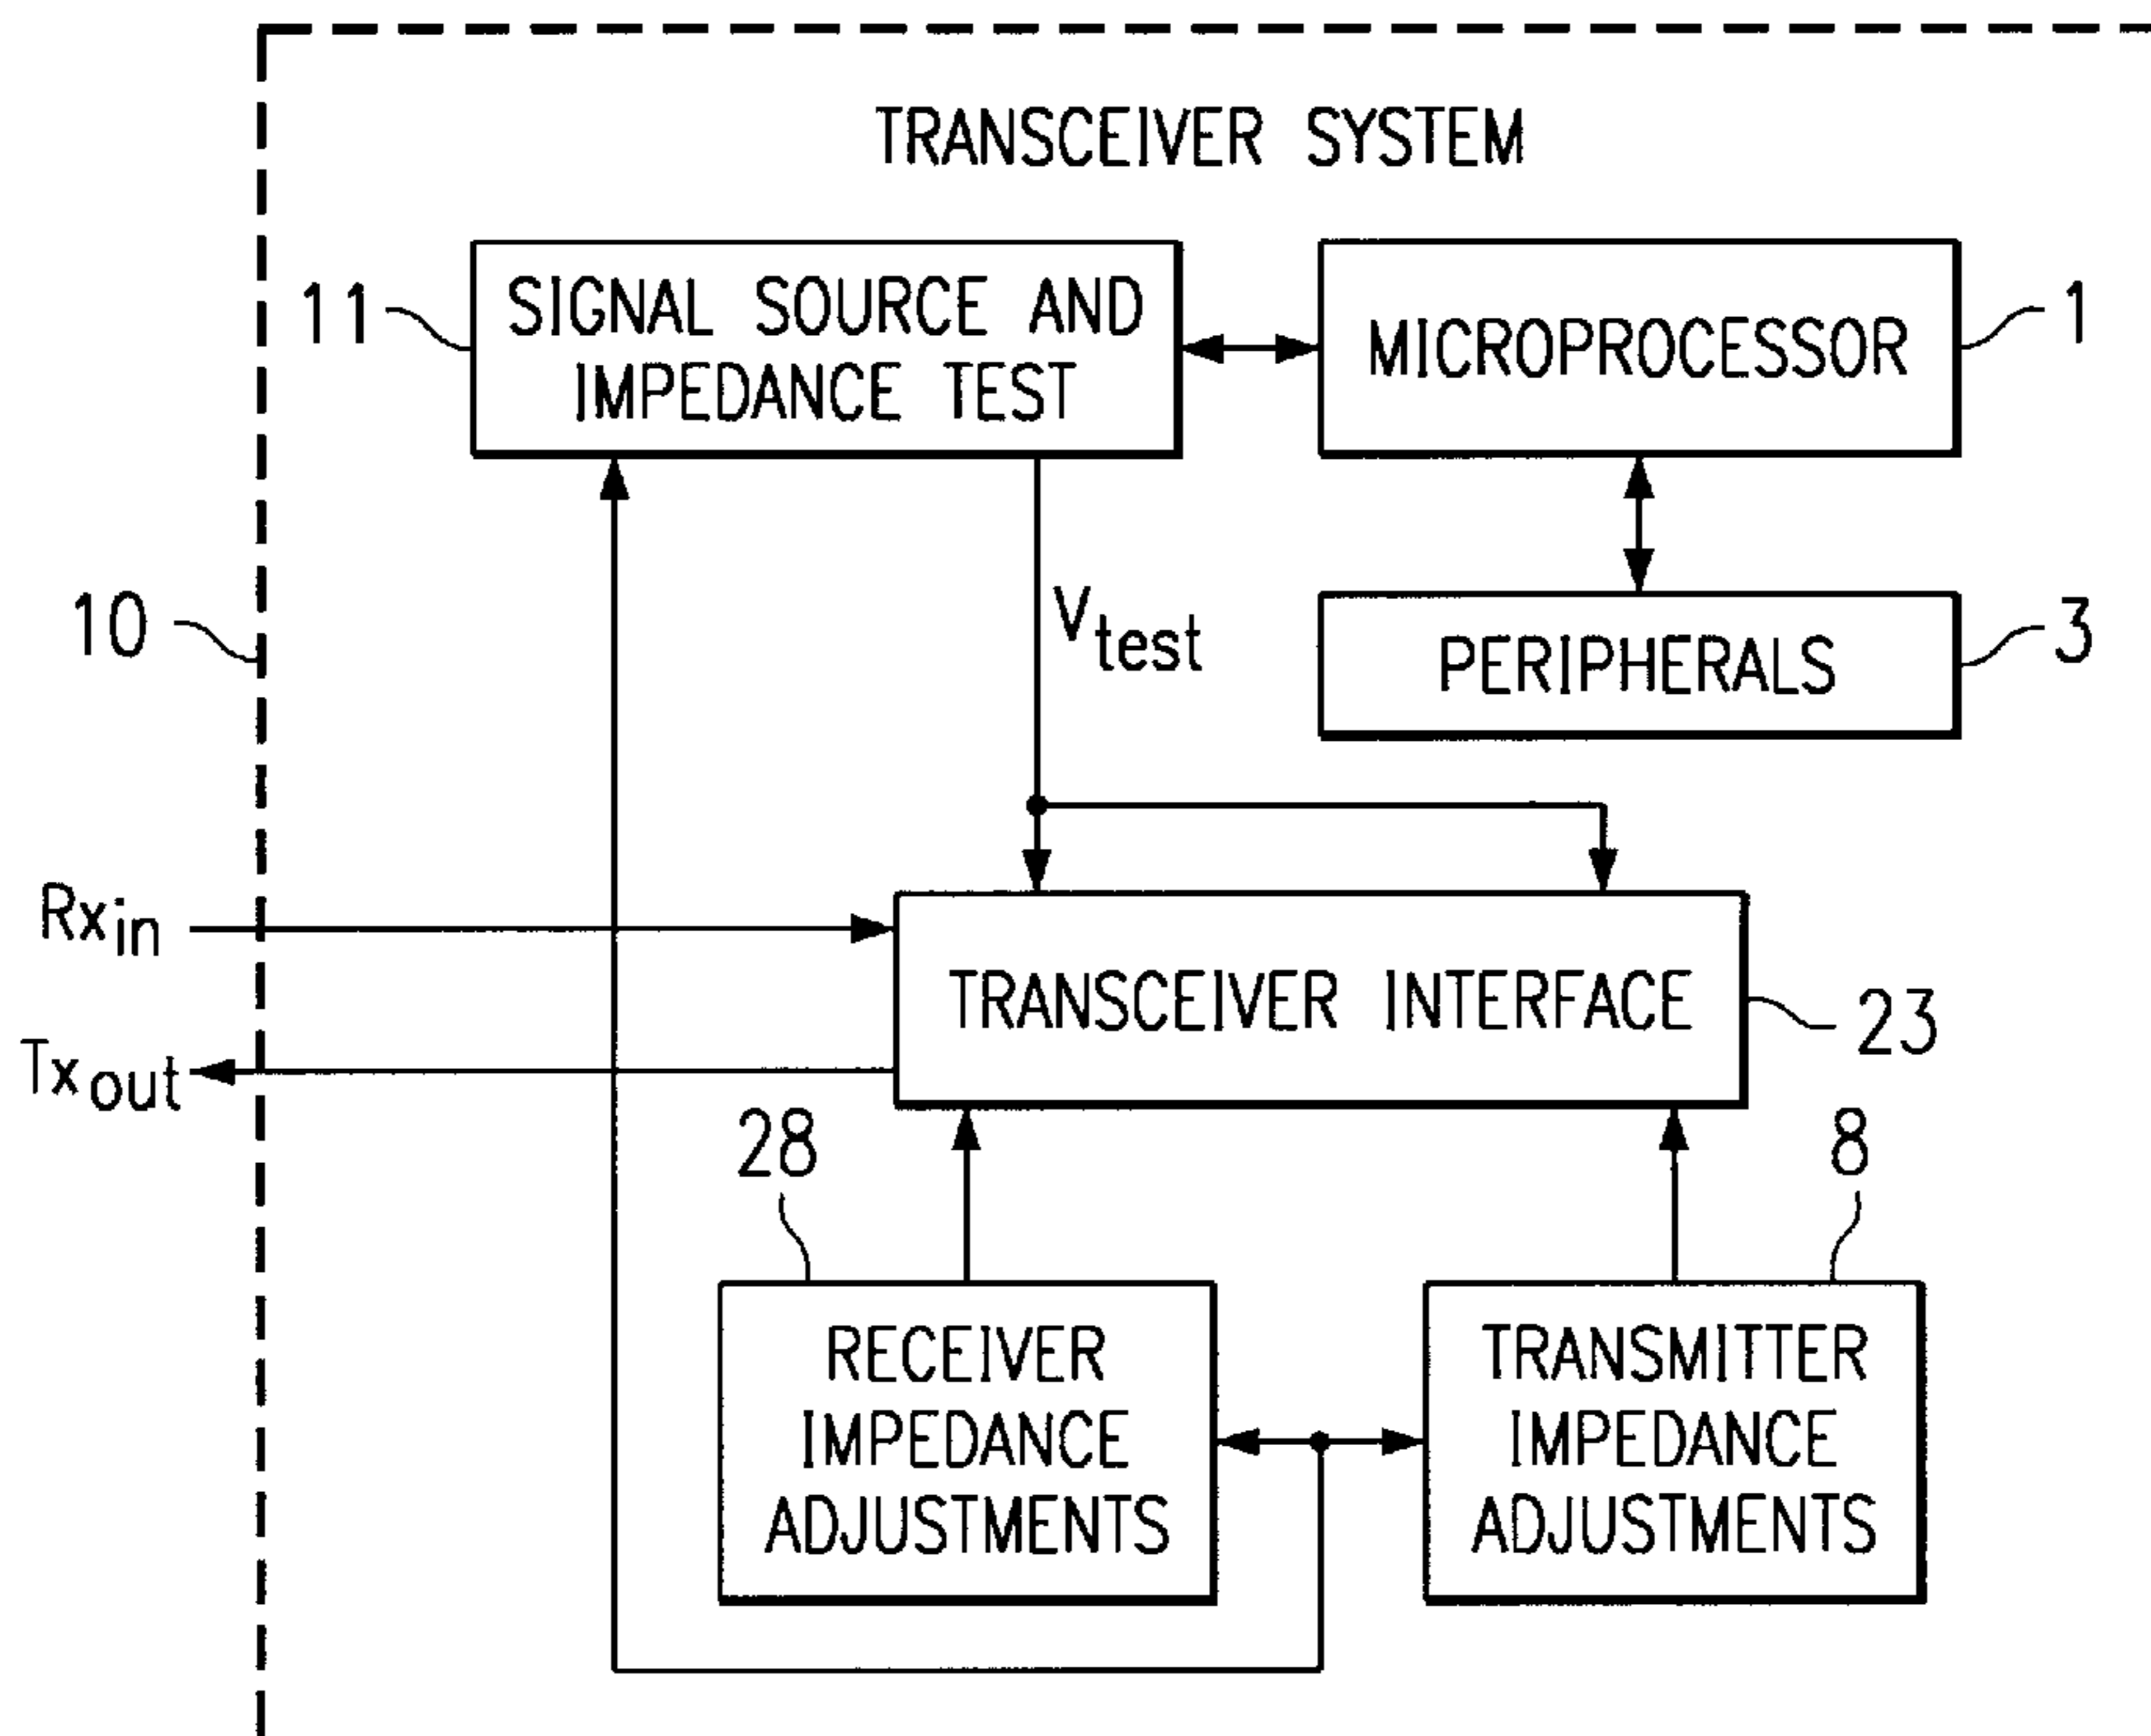 TRANSCEIVER SYSTEM
11
SIGNAL SOURCE AND
IMPEDANCE TEST
MICROPROCESSOR
1
10
Vtest
PERIPHERALS
3
Rxin
TRANSCEIVER INTERFACE
23
Txout
28
8
RECEIVER
IMPEDANCE
ADJUSTMENTS
TRANSMITTER
IMPEDANCE
ADJUSTMENTS